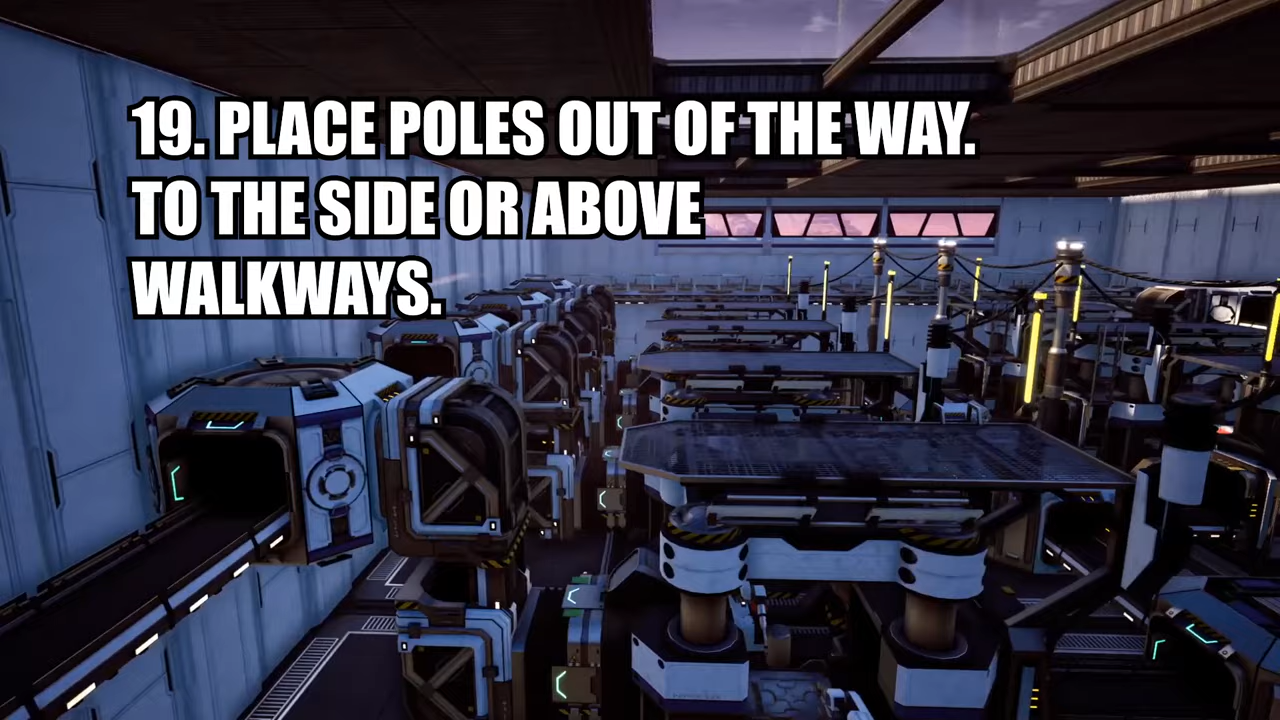 19. PLACE POLES OUT OF THE WAY.
TO THE SIDE OR ABOVE
WALKWAYS.